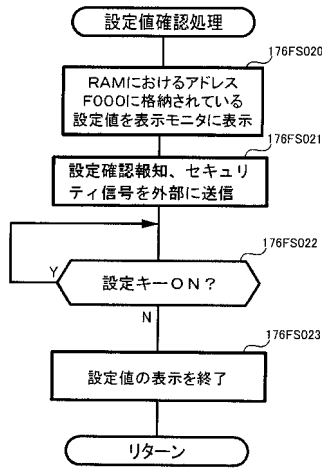 設定値確認処理
176FS020
RAMにおけるアドレス
F000に格納されている
設定値を表示モニタに表示
176FS021
設定確認報知、セキュリ
ティ信号を外部に送信
176FS022
設定キーON?
Y
N
176FS023
設定値の表示を終了
リターン